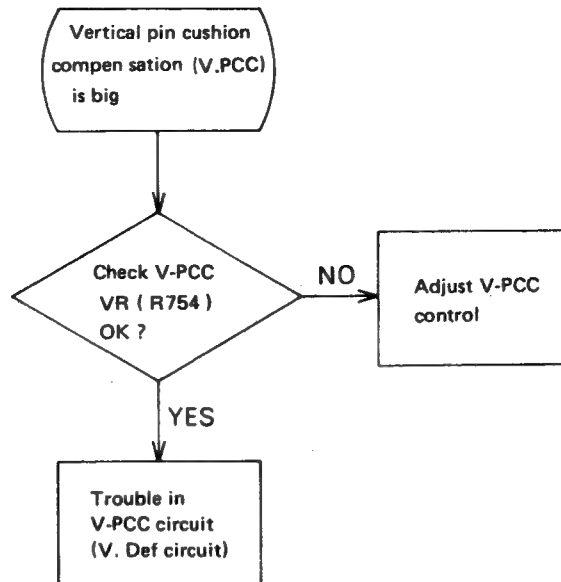 Vertical pin cushion
compen sation (V.PCC)
is big
Check V-PCC
VR ( R754 )
OK ?
NO
Adjust V-PCC
control
YES
Trouble in
V-PCC circuit
(V. Def circuit)